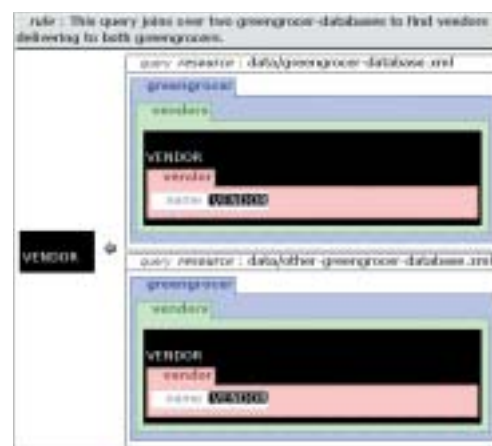 rule : This query joins over two greengrocer-databases to find vendors
delivering to both greengrocers.
query resource : data/greengrocer-database.xml
greengrocer
vendors
VENDOR
vendor
name VENDOR
VENDOR
query resource : data/other-greengrocer-database.xml
greengrocer
vendors
VENDOR
vendor
name VENDOR